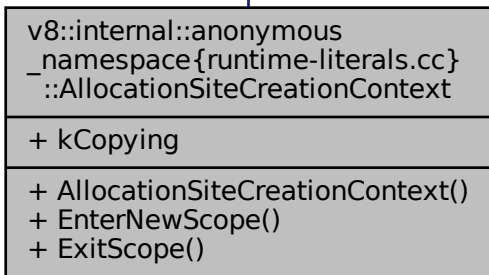 v8::internal::anonymous
_namespace{runtime-literals.cc}
::AllocationSiteCreationContext
+ kCopying
+ AllocationSiteCreationContext()
+ EnterNewScope()
+ ExitScope()